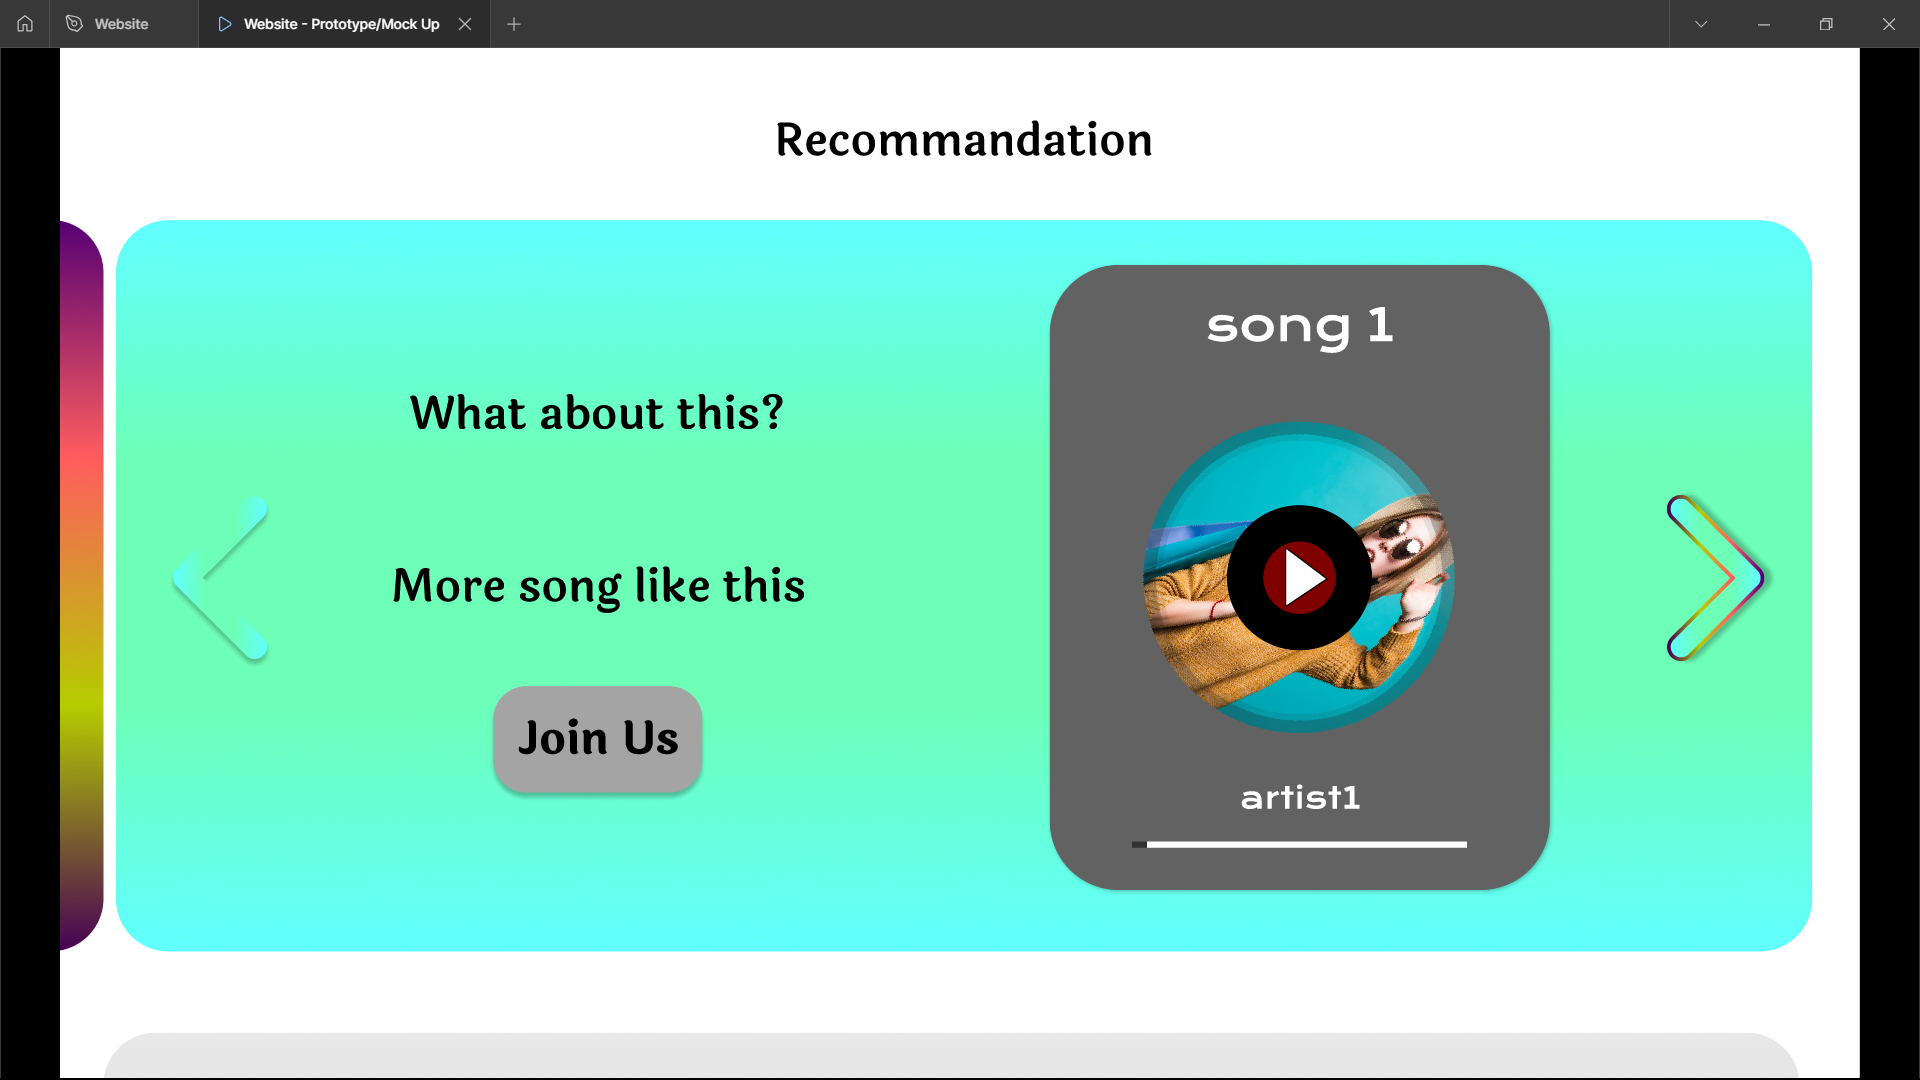 Website
Website - Prototype/Mock Up
Recommandation
What about this?
More song like this
Join Us
song 1
artist1